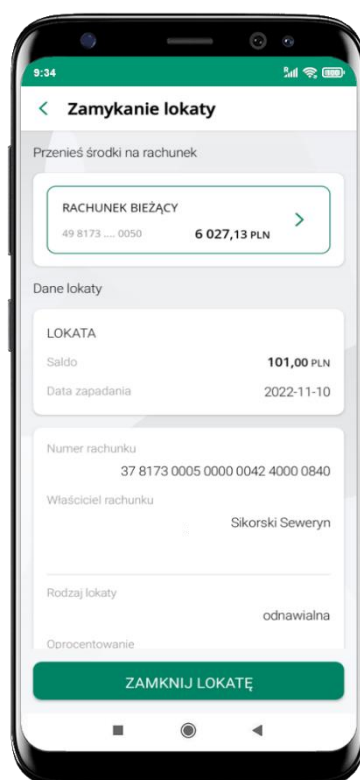 9:34
Zamykanie lokaty
Przenieś środki na rachunek
RACHUNEK BIEŻĄCY
49 8173 .... 0050 6 027,13 PLN
Dane lokaty
LOKATA
Saldo 101,00 PLN
Data zapadania 2022-11-10
Numer rachunku
37 8173 0005 0000 0042 4000 0840
Właściciel rachunku
Sikorski Seweryn
Rodzaj lokaty
odnawialna
Oprocentowanie
ZAMKNIJ LOKATĘ